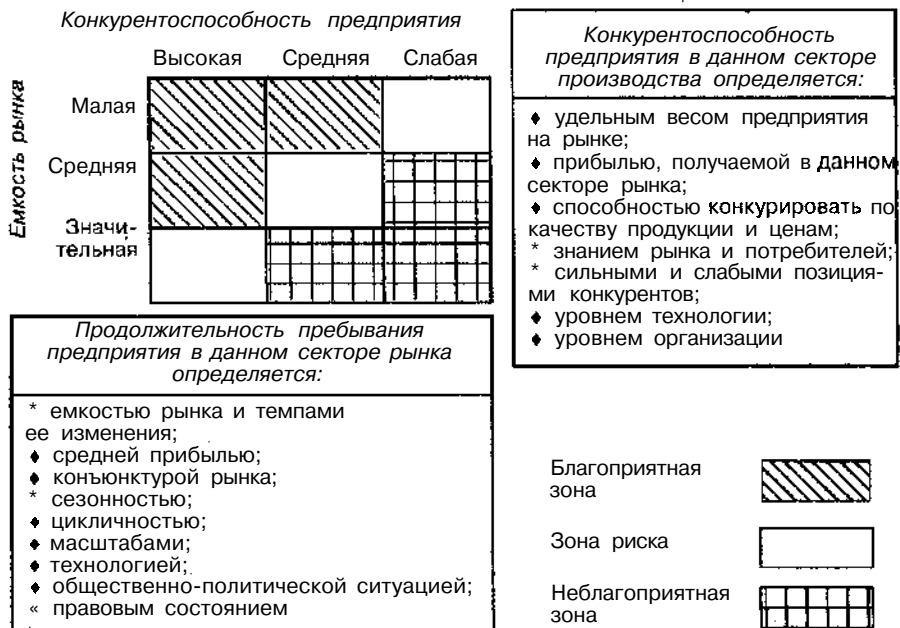 Конкурентоспособность предприятия
Высокая Средняя Слабая
Емкость рынка
Малая
Средняя
Значи-
тельная
Конкурентоспособность
предприятия в данном секторе
производства определяется:
♦ удельным весом предприятия
на рынке;
♦ прибылью, получаемой в данном
секторе рынка;
♦ способностью конкурировать по
качеству продукции и ценам;
* знанием рынка и потребителей;
* сильными и слабыми позиция-
ми конкурентов;
♦ уровнем технологии;
♦ уровнем организации
Продолжительность пребывания
предприятия в данном секторе рынка
определяется:
* емкостью рынка и темпами
ее изменения;
♦ средней прибылью;
♦ конъюнктурой рынка;
* сезонностью;
♦ цикличностью;
♦ масштабами;
♦ технологией;
♦ общественно-политической ситуацией;
« правовым состоянием
Благоприятная
зона
Зона риска
Неблагоприятная
зона